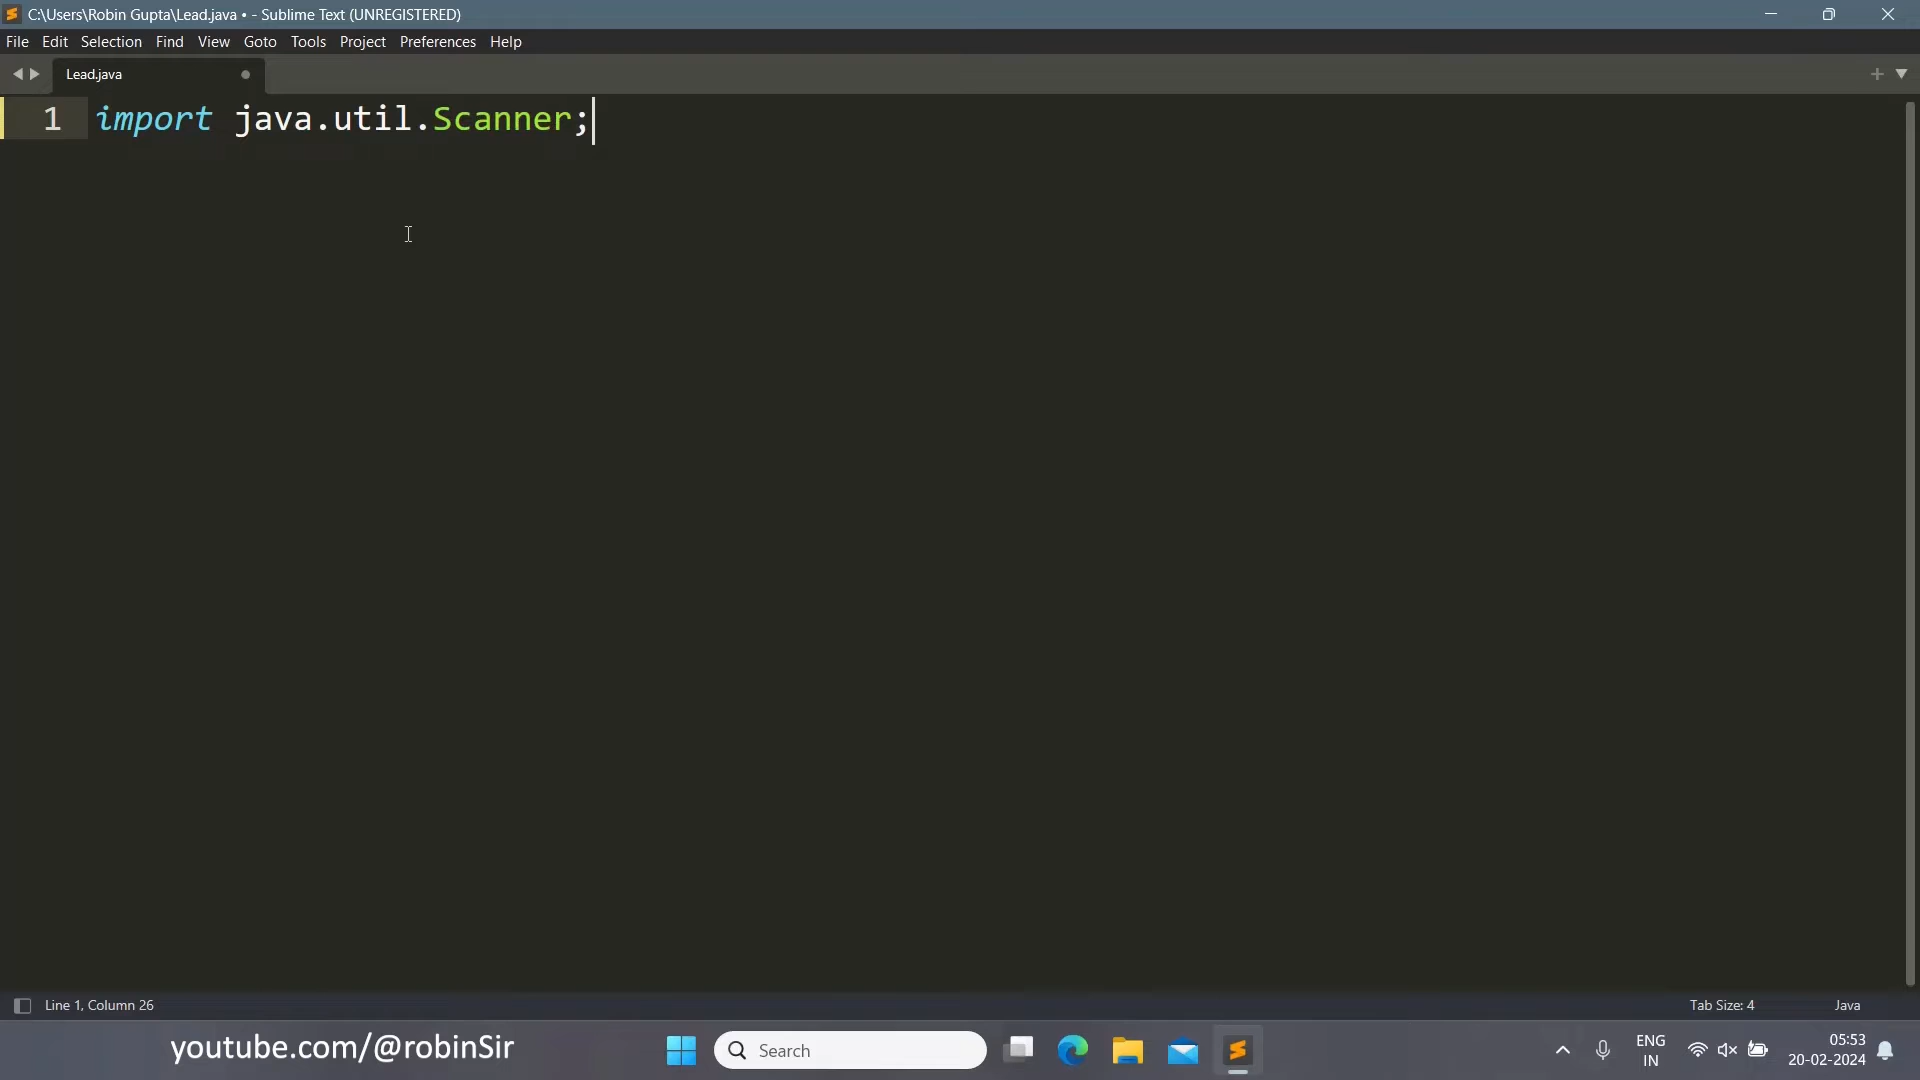 C:\Users\Robin Gupta\Lead.java • - Sublime Text (UNREGISTERED)
File Edit Selection Find View Goto Tools Project Preferences Help
Lead.java
1 import java.util.Scanner;
Line 1, Column 26
Tab Size: 4
Java
youtube.com/@robinSir
Search
ENG
IN
05:53
20-02-2024